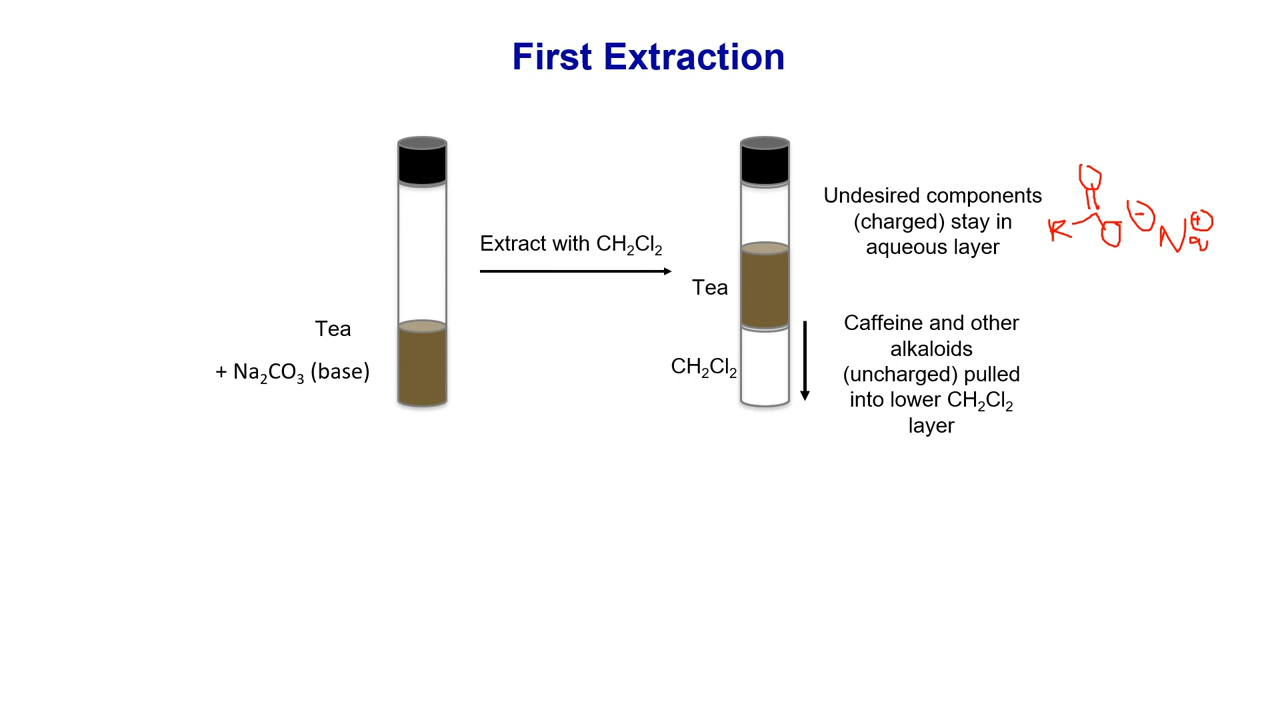 First Extraction
Extract with CH₂Cl₂
Tea
+ Na₂CO₃ (base)
Tea
CH₂Cl₂
Undesired components
(charged) stay in
aqueous layer
R O O ⊖ Na ⊕
Caffeine and other
alkaloids
(uncharged) pulled
into lower CH₂Cl₂
layer